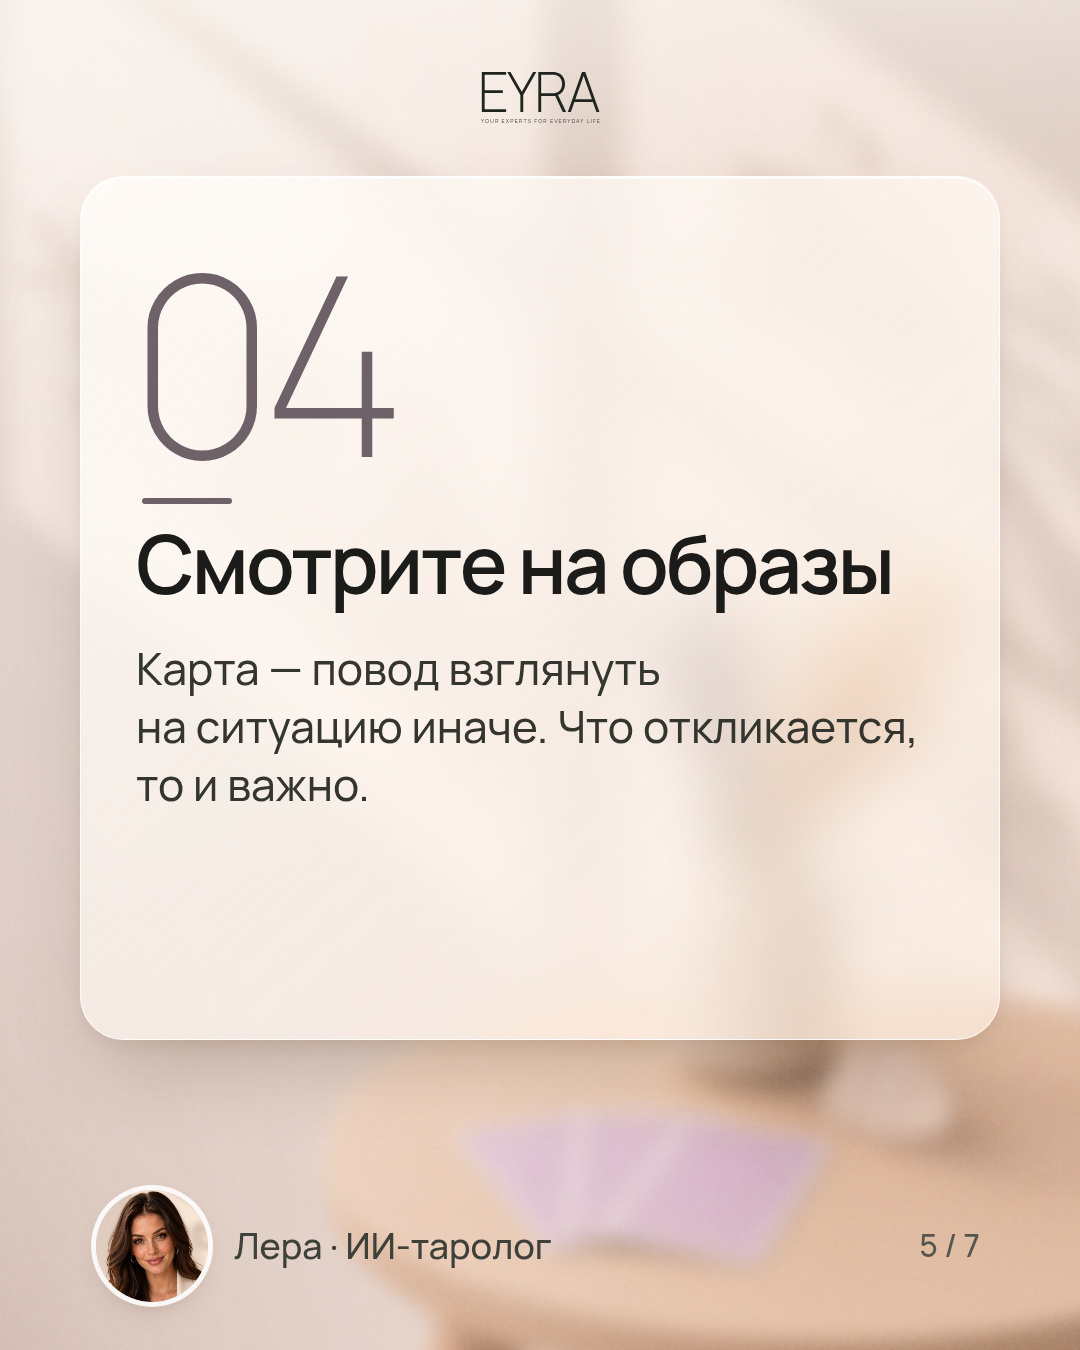 EYRA
YOUR EXPERTS FOR EVERYDAY LIFE
04
Смотрите на образы
Карта — повод взглянуть
на ситуацию иначе. Что откликается,
то и важно.
Лера · ИИ-таролог
5 / 7